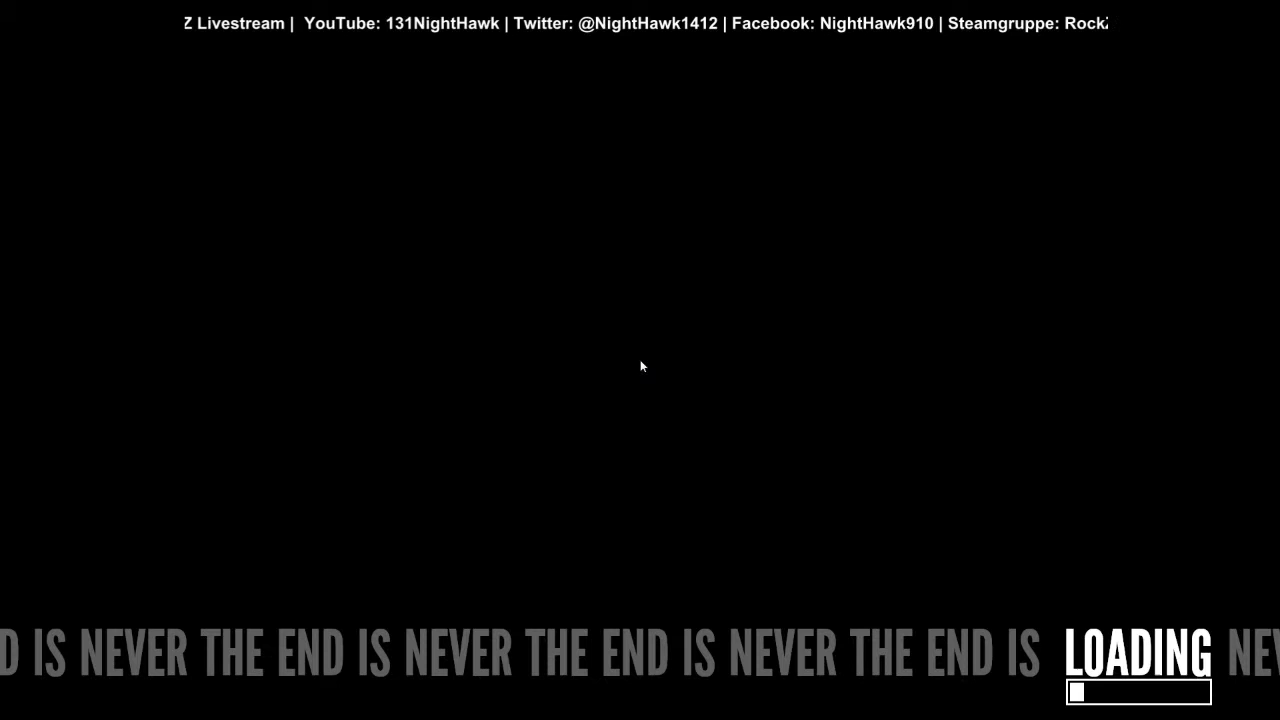 Z Livestream |  YouTube: 131NightHawk | Twitter: @NightHawk1412 | Facebook: NightHawk910 | Steamgruppe: Rock
D IS NEVER THE END IS NEVER THE END IS NEVER THE END IS LOADING NEV